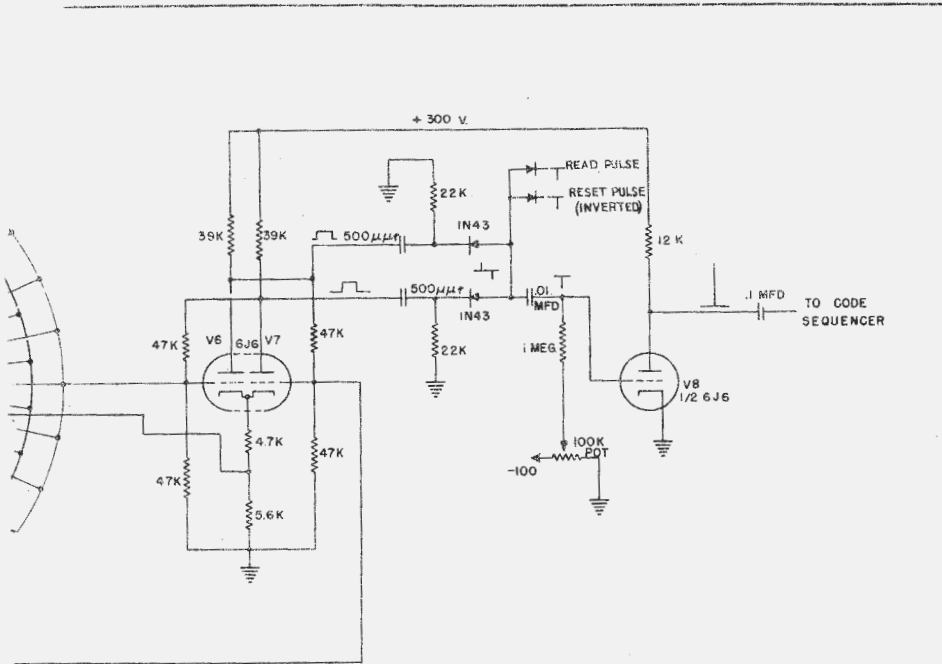 + 300 V.
READ PULSE
RESET PULSE
(INVERTED)
22K
1N43
39K
39K
500μμf
12 K
500μμf
1N43
.01
MFD
.1 MFD
TO CODE
SEQUENCER
47K
V6
6J6
V7
47K
22K
1 MEG.
V8
1/2 6J6
4.7K
47K
100K
POT
-100
47K
5.6K